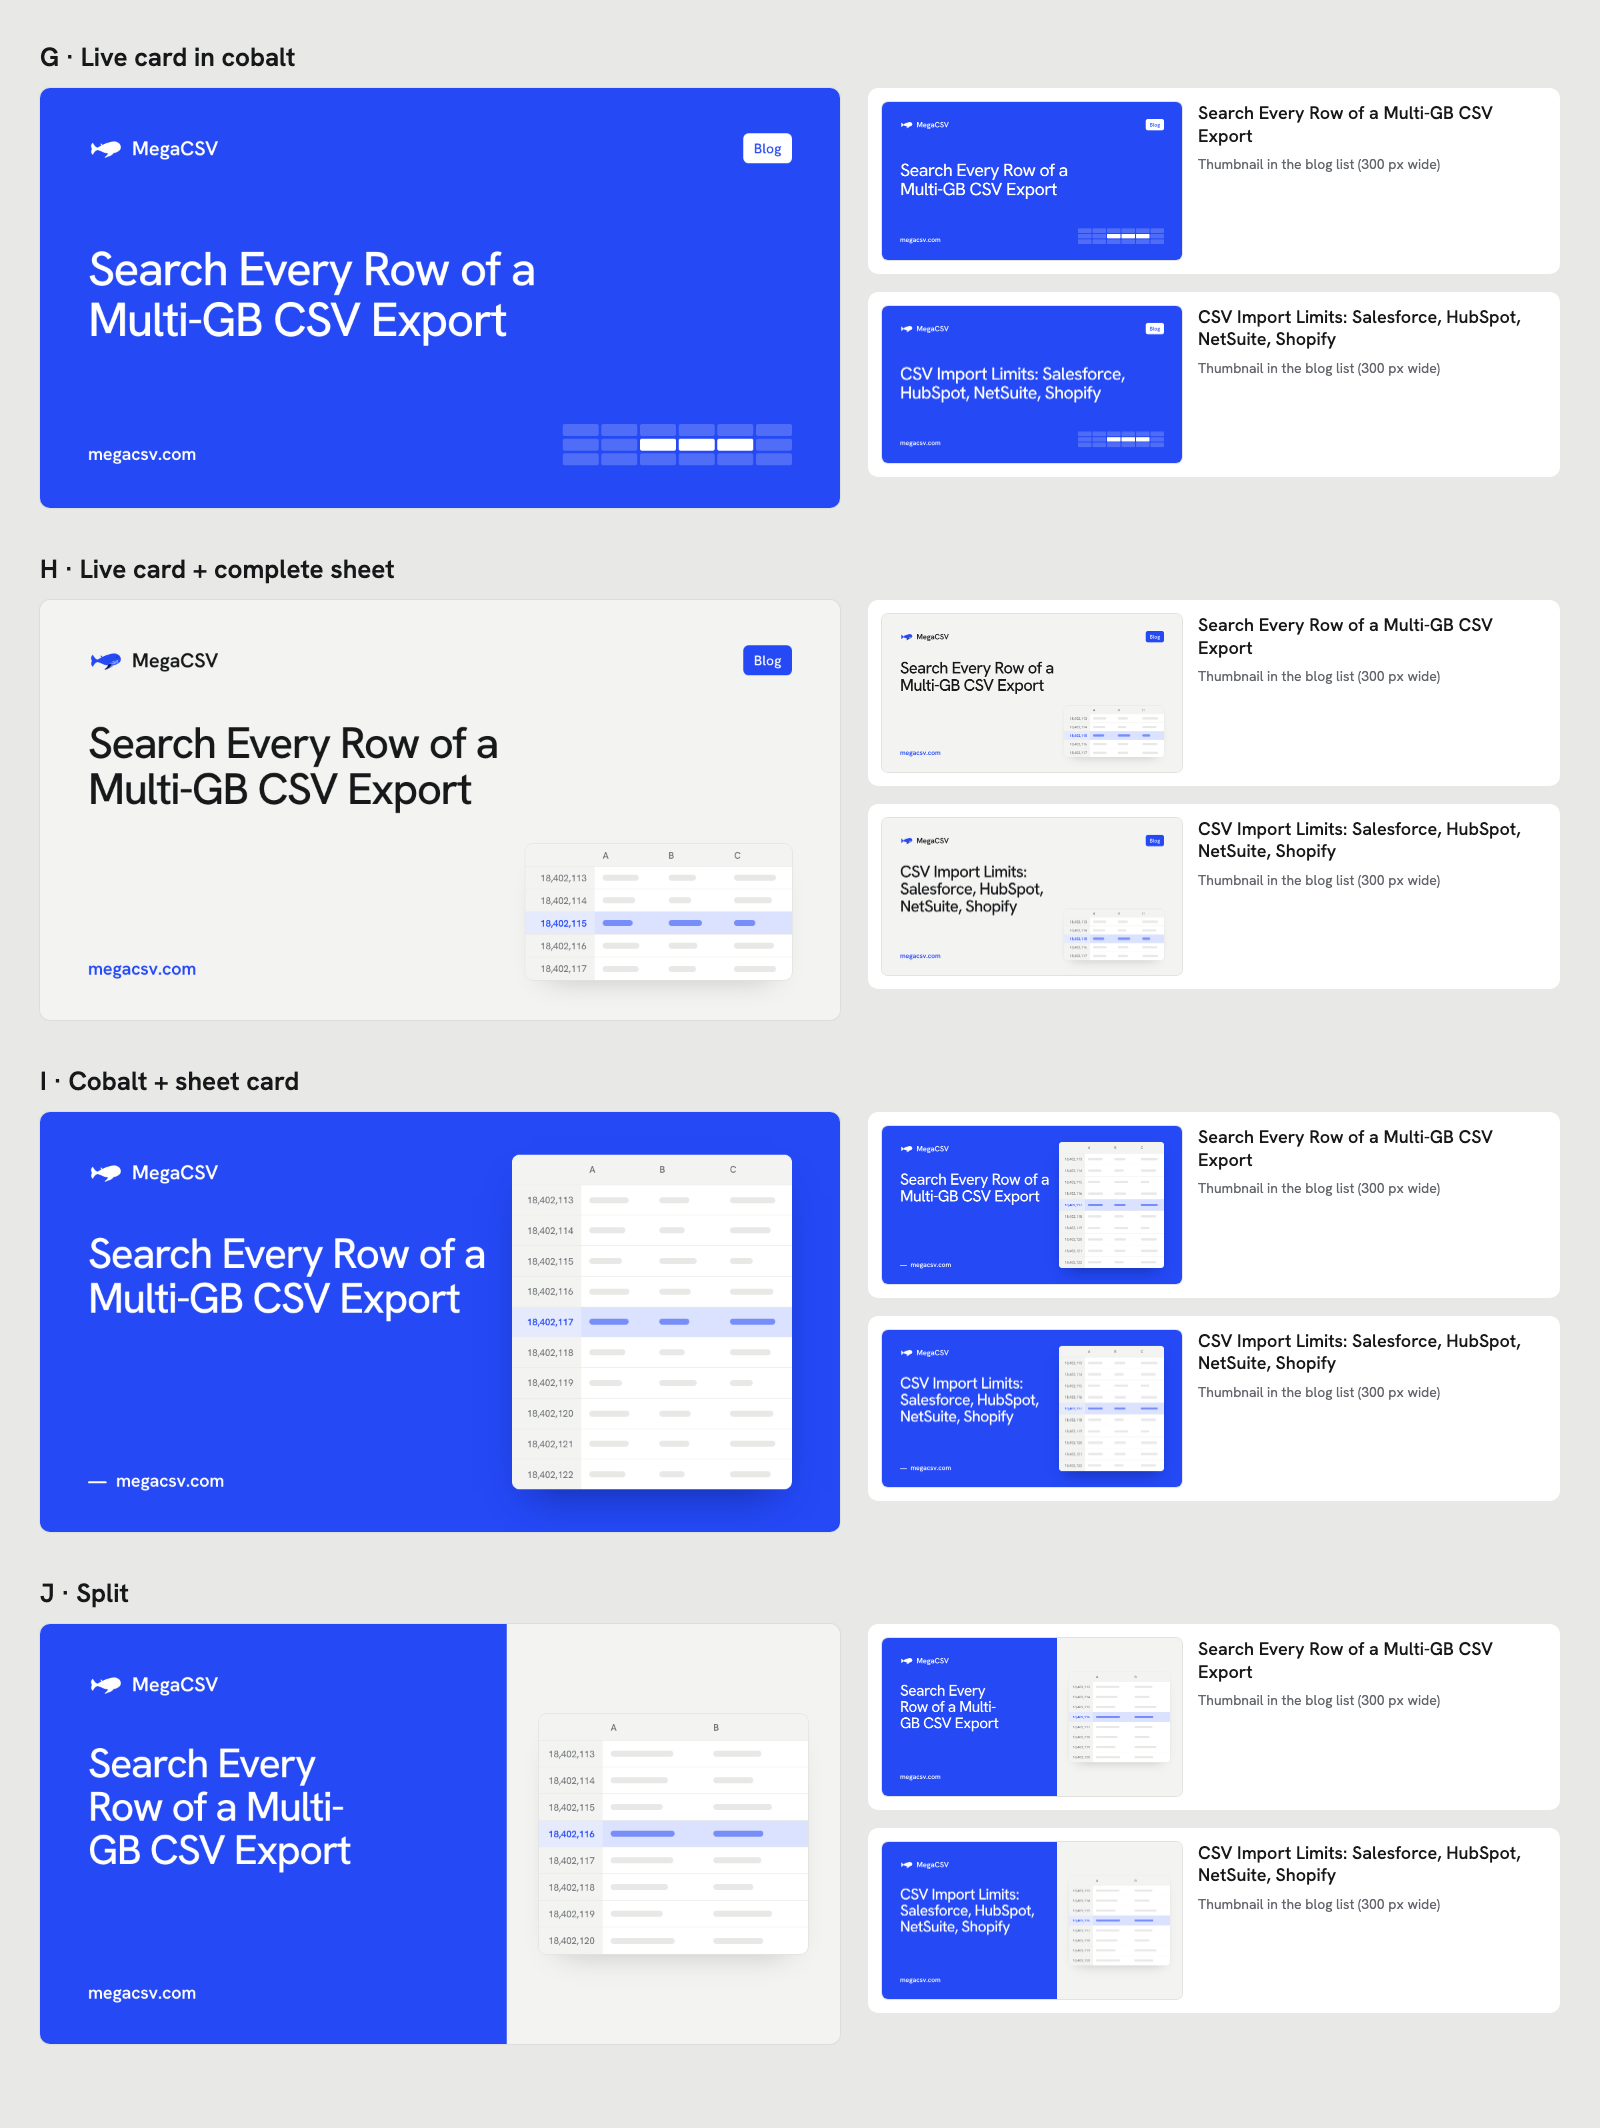 G · Live card in cobalt
MegaCSV
Blog
Search Every Row of a
Multi-GB CSV Export
megacsv.com
MegaCSV
Blog
Search Every Row of a
Multi-GB CSV Export
megacsv.com
Search Every Row of a Multi-GB CSV
Export
Thumbnail in the blog list (300 px wide)
MegaCSV
Blog
CSV Import Limits: Salesforce,
HubSpot, NetSuite, Shopify
megacsv.com
CSV Import Limits: Salesforce, HubSpot,
NetSuite, Shopify
Thumbnail in the blog list (300 px wide)
H · Live card + complete sheet
MegaCSV
Blog
Search Every Row of a
Multi-GB CSV Export
A B C
18,402,113
18,402,114
18,402,115
18,402,116
18,402,117
megacsv.com
MegaCSV
Blog
Search Every Row of a
Multi-GB CSV Export
megacsv.com
Search Every Row of a Multi-GB CSV
Export
Thumbnail in the blog list (300 px wide)
MegaCSV
Blog
CSV Import Limits:
Salesforce, HubSpot,
NetSuite, Shopify
megacsv.com
CSV Import Limits: Salesforce, HubSpot,
NetSuite, Shopify
Thumbnail in the blog list (300 px wide)
I · Cobalt + sheet card
MegaCSV
Search Every Row of a
Multi-GB CSV Export
— megacsv.com
A B C
18,402,113
18,402,114
18,402,115
18,402,116
18,402,117
18,402,118
18,402,119
18,402,120
18,402,121
18,402,122
MegaCSV
Search Every Row of a
Multi-GB CSV Export
— megacsv.com
Search Every Row of a Multi-GB CSV
Export
Thumbnail in the blog list (300 px wide)
MegaCSV
CSV Import Limits:
Salesforce, HubSpot,
NetSuite, Shopify
— megacsv.com
CSV Import Limits: Salesforce, HubSpot,
NetSuite, Shopify
Thumbnail in the blog list (300 px wide)
J · Split
MegaCSV
Search Every
Row of a Multi-
GB CSV Export
megacsv.com
A B
18,402,113
18,402,114
18,402,115
18,402,116
18,402,117
18,402,118
18,402,119
18,402,120
MegaCSV
Search Every
Row of a Multi-
GB CSV Export
megacsv.com
Search Every Row of a Multi-GB CSV
Export
Thumbnail in the blog list (300 px wide)
MegaCSV
CSV Import Limits:
Salesforce, HubSpot,
NetSuite, Shopify
megacsv.com
CSV Import Limits: Salesforce, HubSpot,
NetSuite, Shopify
Thumbnail in the blog list (300 px wide)